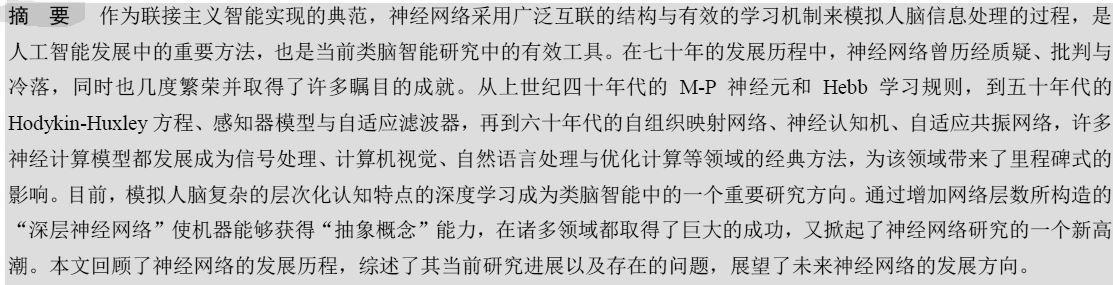 摘　要　作为联接主义智能实现的典范，神经网络采用广泛互联的结构与有效的学习机制来模拟人脑信息处理的过程，是
人工智能发展中的重要方法，也是当前类脑智能研究中的有效工具。在七十年的发展历程中，神经网络曾历经质疑、批判与
冷落，同时也几度繁荣并取得了许多瞩目的成就。从上世纪四十年代的 M-P 神经元和 Hebb 学习规则，到五十年代的
Hodykin-Huxley 方程、感知器模型与自适应滤波器，再到六十年代的自组织映射网络、神经认知机、自适应共振网络，许多
神经计算模型都发展成为信号处理、计算机视觉、自然语言处理与优化计算等领域的经典方法，为该领域带来了里程碑式的
影响。目前，模拟人脑复杂的层次化认知特点的深度学习成为类脑智能中的一个重要研究方向。通过增加网络层数所构造的
“深层神经网络”使机器能够获得“抽象概念”能力，在诸多领域都取得了巨大的成功，又掀起了神经网络研究的一个新高
潮。本文回顾了神经网络的发展历程，综述了其当前研究进展以及存在的问题，展望了未来神经网络的发展方向。